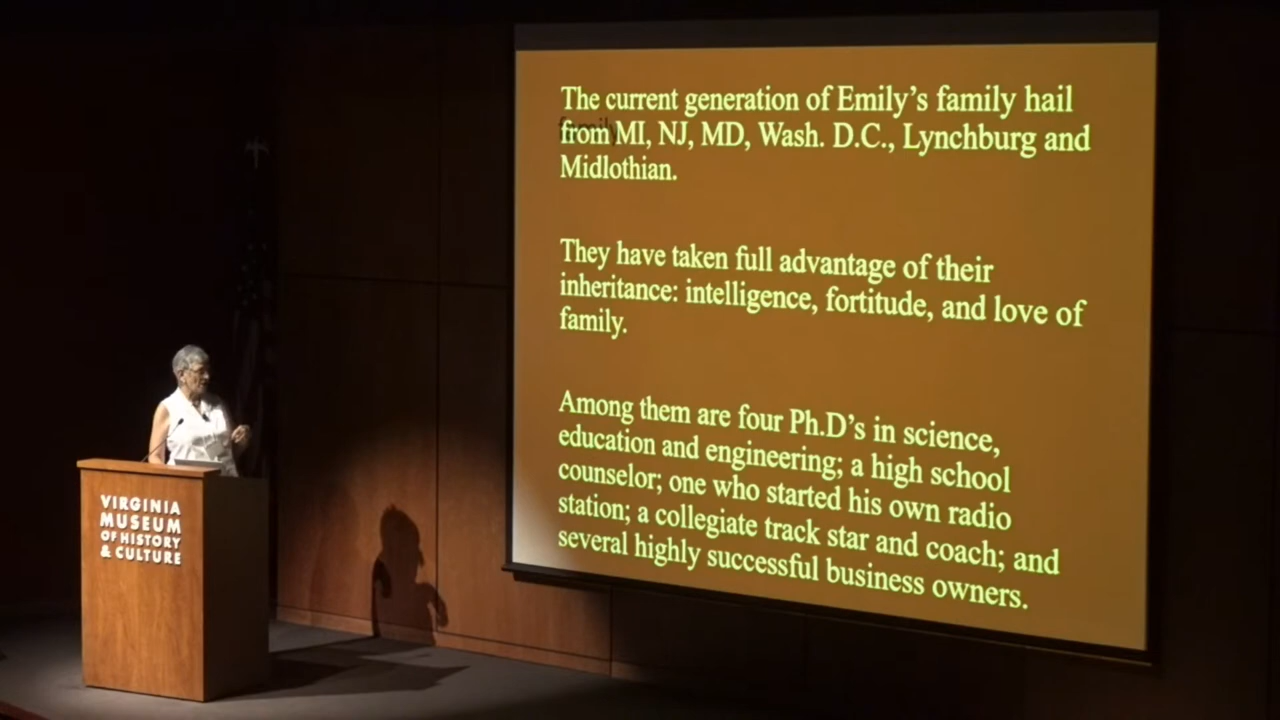 The current generation of Emily's family hail
from MI, NJ, MD, Wash. D.C., Lynchburg and
Midlothian.
They have taken full advantage of their
inheritance: intelligence, fortitude, and love of
family.
Among them are four Ph.D's in science,
education and engineering; a high school
counselor; one who started his own radio
station; a collegiate track star and coach; and
several highly successful business owners.
VIRGINIA
MUSEUM
OF HISTORY
& CULTURE